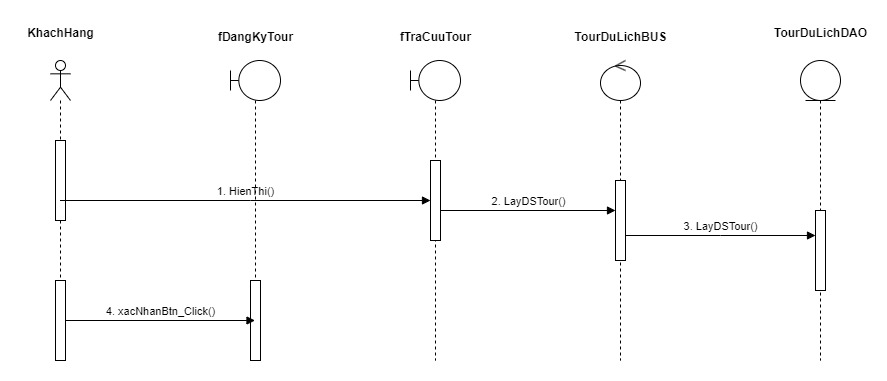 KhachHang
fDangKyTour
fTraCuuTour
TourDuLichBUS
TourDuLichDAO
1. HienThi()
2. LayDSTour()
3. LayDSTour()
4. xacNhanBtn_Click()